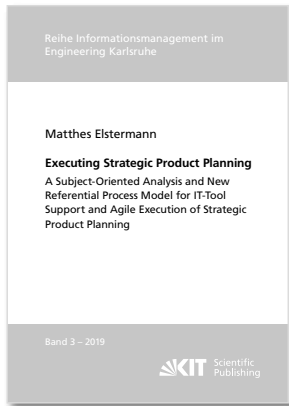 Reihe Informationsmanagement im
Engineering Karlsruhe
Matthes Elstermann
Executing Strategic Product Planning
A Subject-Oriented Analysis and New
Referential Process Model for IT-Tool
Support and Agile Execution of Strategic
Product Planning
Band 3 – 2019
KIT Scientific
Publishing